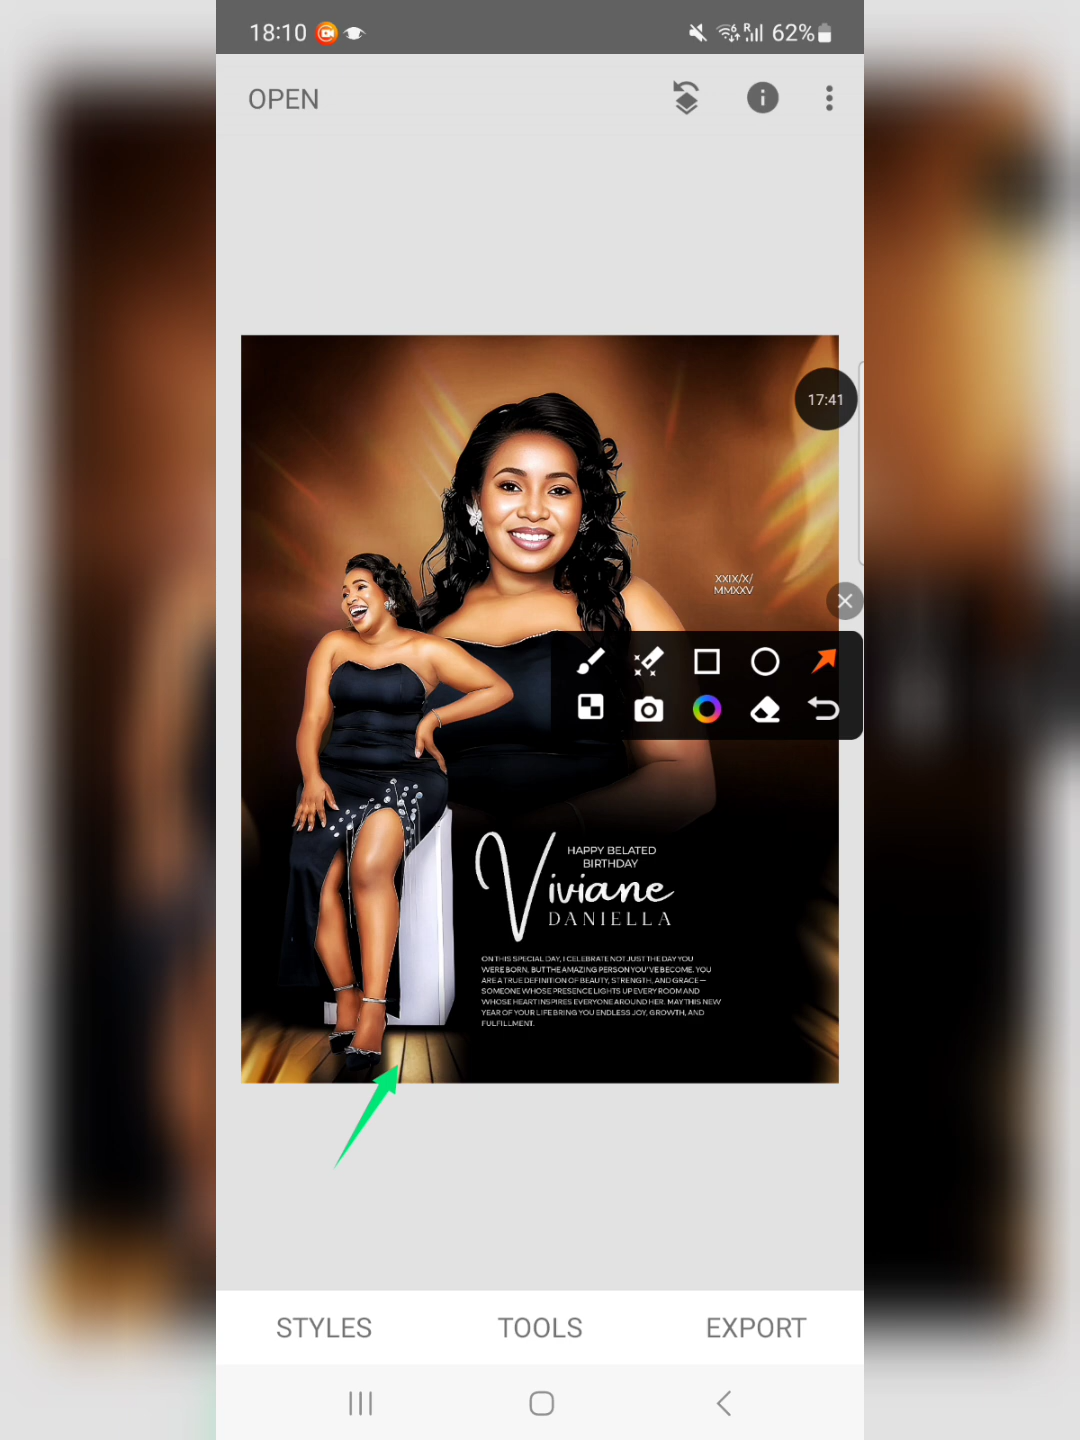 18:10
62%
OPEN
17:41
XXIX/X/
MMXXV
HAPPY BELATED
BIRTHDAY
Viviane
DANIELLA
ON THIS SPECIAL DAY, I CELEBRATE NOT JUST THE DAY YOU
WERE BORN, BUT THE AMAZING PERSON YOU'VE BECOME. YOU
ARE A TRUE DEFINITION OF BEAUTY, STRENGTH, AND GRACE—
SOMEONE WHOSE PRESENCE LIGHTS UP EVERY ROOM AND
WHOSE HEART INSPIRES EVERYONE AROUND HER. MAY THIS NEW
YEAR OF YOUR LIFE BRING YOU ENDLESS JOY, GROWTH, AND
FULFILLMENT.
STYLES TOOLS EXPORT